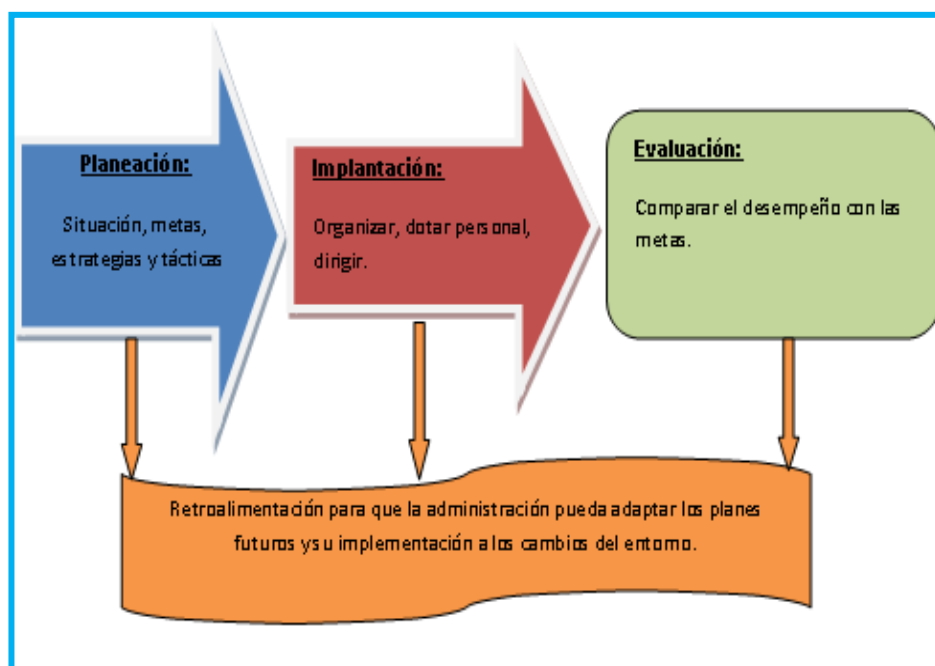 Planeación:
Situación, metas,
estrategias y tácticas
Implantación:
Organizar, dotar personal,
dirigir.
Evaluación:
Comparar el desempeño con las
metas.
Retroalimentación para que la administración pueda adaptar los planes
futuros ysu implementación a los cambios del entorno.